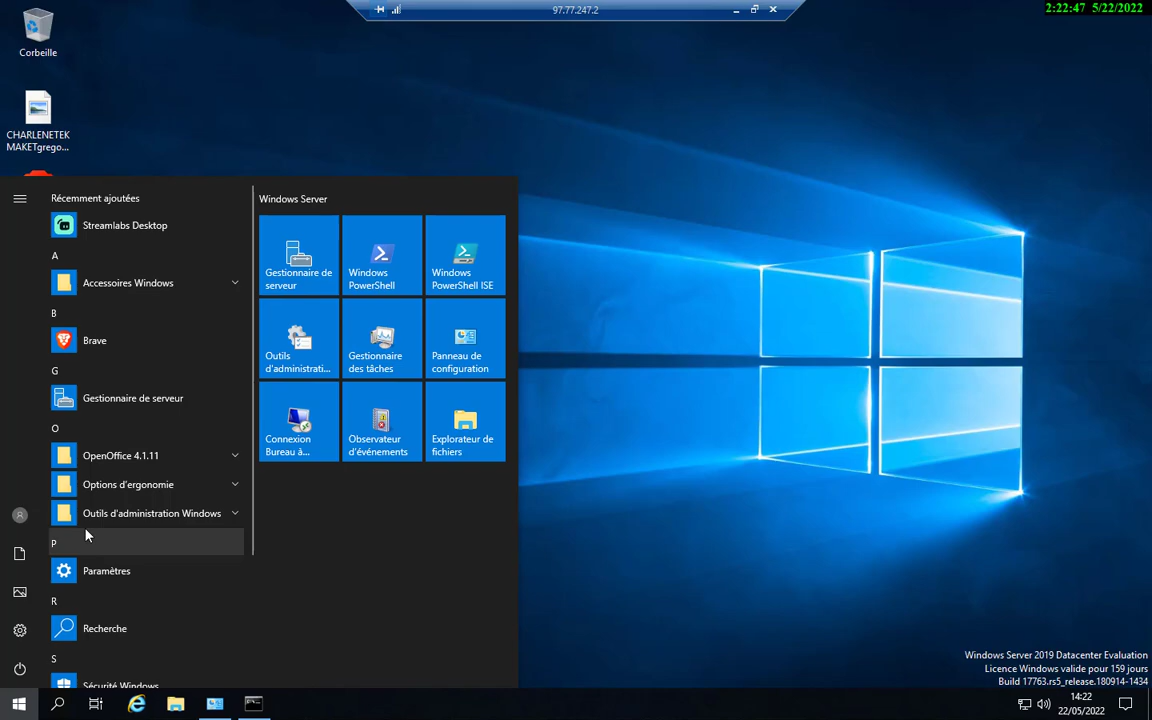 97.77.247.2
2:22:47 5/22/2022
Corbeille
CHARLENETEK
MAKETgrego...
Récemment ajoutées
Streamlabs Desktop
A
Accessoires Windows
B
Brave
G
Gestionnaire de serveur
O
OpenOffice 4.1.11
Options d'ergonomie
Outils d'administration Windows
P
Paramètres
R
Recherche
S
Sécurité Windows
Windows Server
Gestionnaire de
serveur
Windows
PowerShell
Windows
PowerShell ISE
Outils
d'administrati...
Gestionnaire
des tâches
Panneau de
configuration
Connexion
Bureau à...
Observateur
d'événements
Explorateur de
fichiers
Windows Server 2019 Datacenter Evaluation
Licence Windows valide pour 159 jours
Build 17763.rs5_release.180914-1434
14:22
22/05/2022